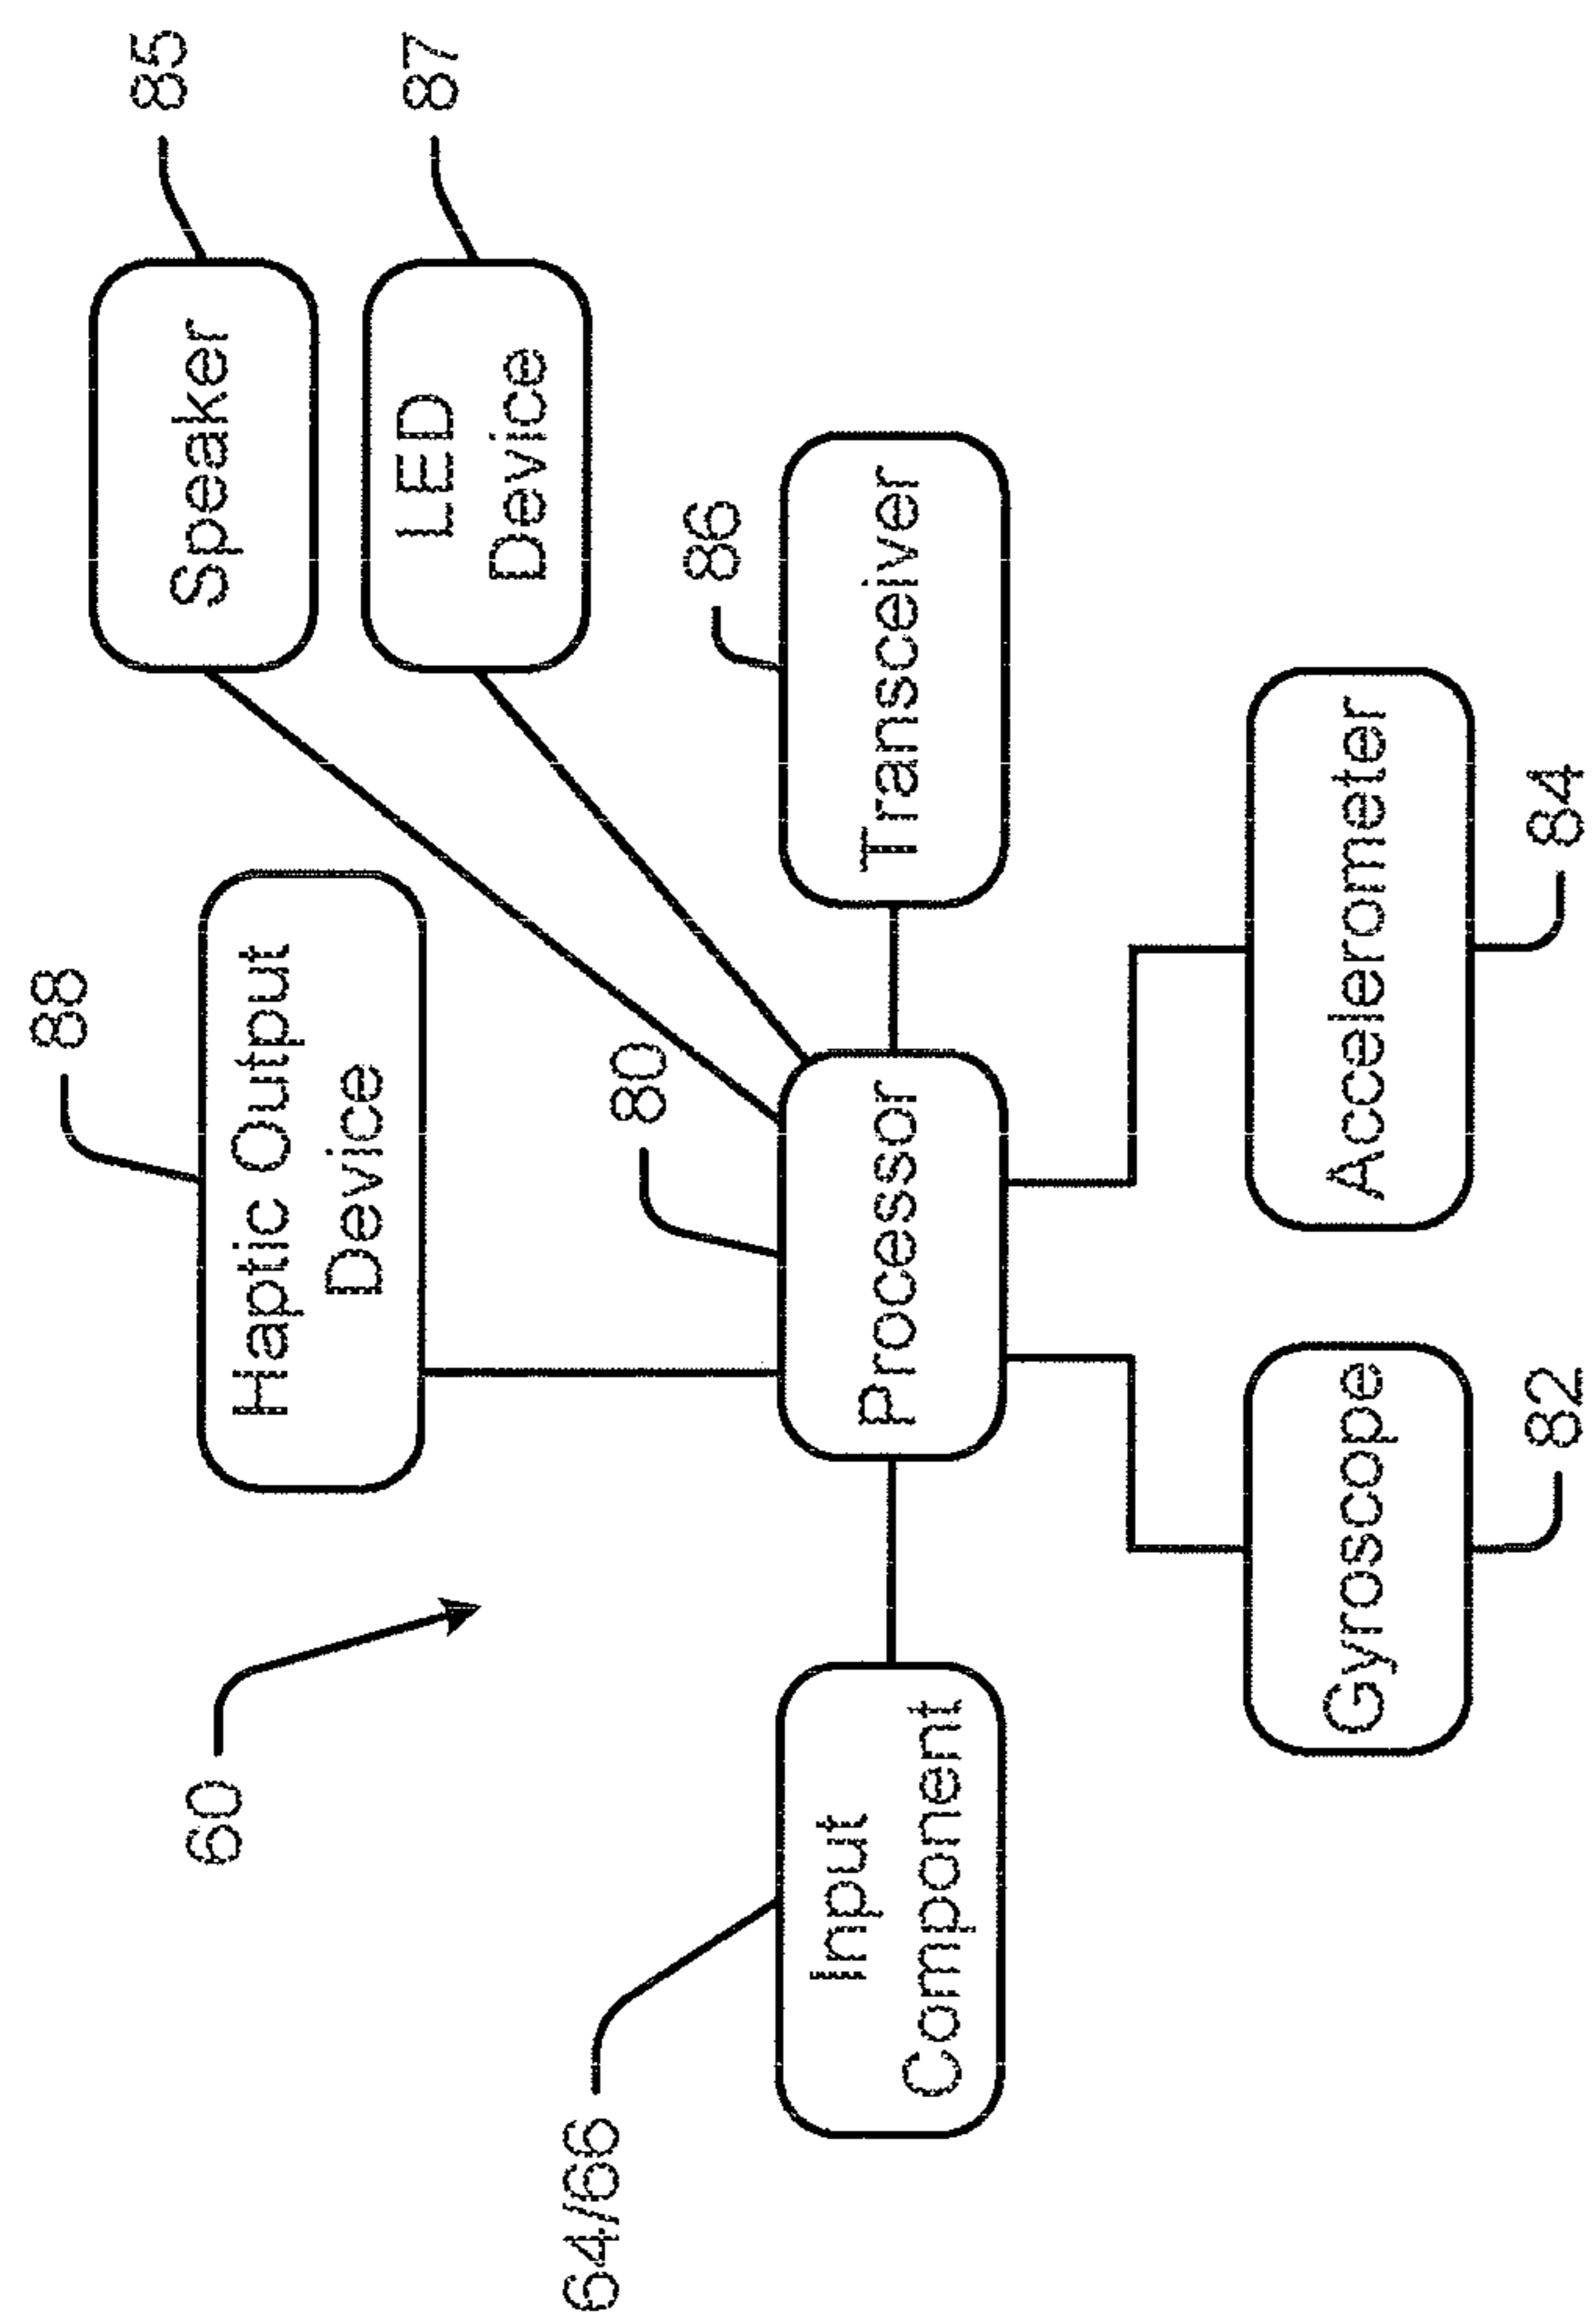 60
88
Haptic Output
Device
85
Speaker
87
LED
Device
64/66
Input
Component
80
Processor
86
Transceiver
Gyroscope
82
Accelerometer
84